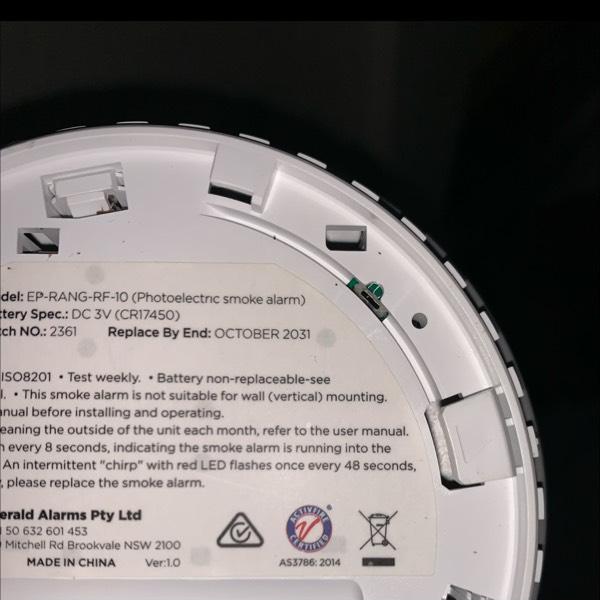 del: EP-RANG-RF-10 (Photoelectric smoke alarm)
ttery Spec.: DC 3V (CR17450)
tch NO.: 2361 Replace By End: OCTOBER 2031
ISO8201 • Test weekly. • Battery non-replaceable-see
l. • This smoke alarm is not suitable for wall (vertical) mounting.
anual before installing and operating.
eaning the outside of the unit each month, refer to the user manual.
n every 8 seconds, indicating the smoke alarm is running into the
An intermittent "chirp" with red LED flashes once every 48 seconds,
, please replace the smoke alarm.
erald Alarms Pty Ltd
50 632 601 453
Mitchell Rd Brookvale NSW 2100
MADE IN CHINA Ver:1.0
ACTIVFIRE
CERTIFIED
AS3786: 2014